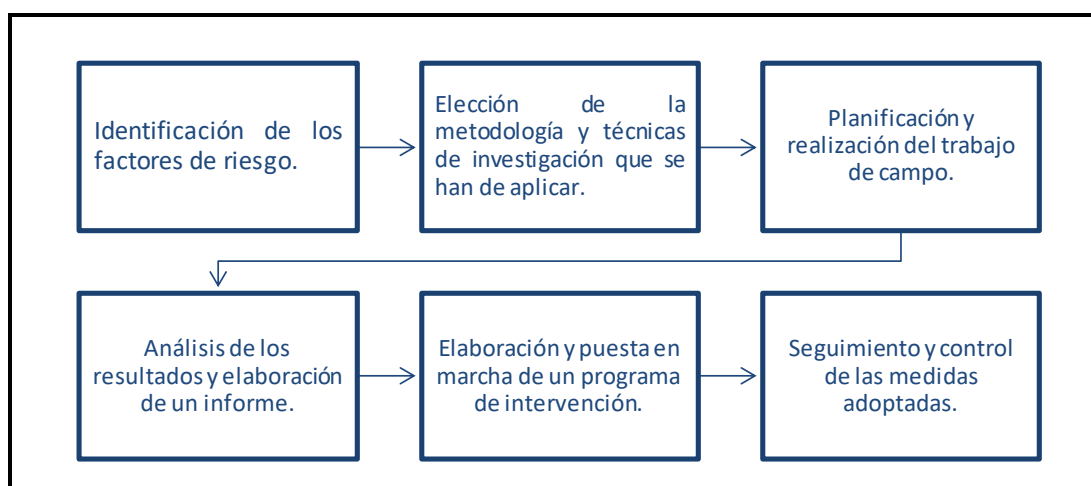 Identificación de los
factores de riesgo.
Elección de la
metodología y técnicas
de investigación que se
han de aplicar.
Planificación y
realización del trabajo
de campo.
Análisis de los
resultados y elaboración
de un informe.
Elaboración y puesta en
marcha de un programa
de intervención.
Seguimiento y control
de las medidas
adoptadas.